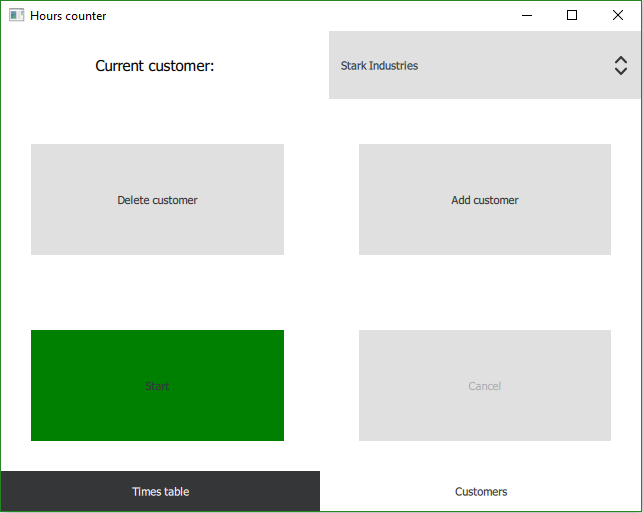 Hours counter
Current customer:
Stark Industries
Delete customer
Add customer
Start
Cancel
Times table
Customers